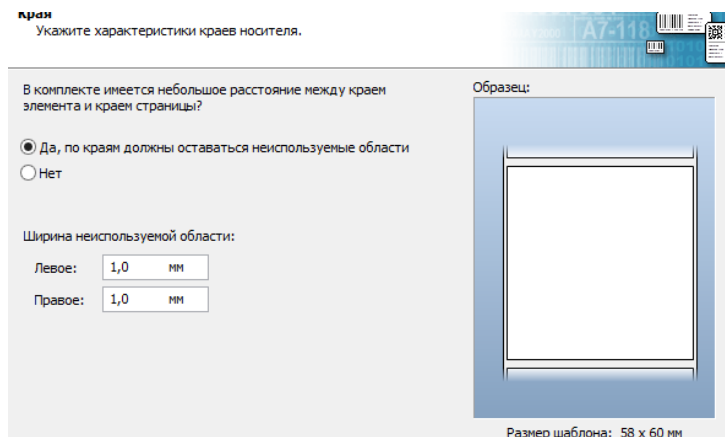 Края
Укажите характеристики краев носителя.
A7-118
В комплекте имеется небольшое расстояние между краем
элемента и краем страницы?
Образец:
Да, по краям должны оставаться неиспользуемые области
Нет
Ширина неиспользуемой области:
Левое: 1,0 мм
Правое: 1,0 мм
Размер шаблона: 58 x 60 мм